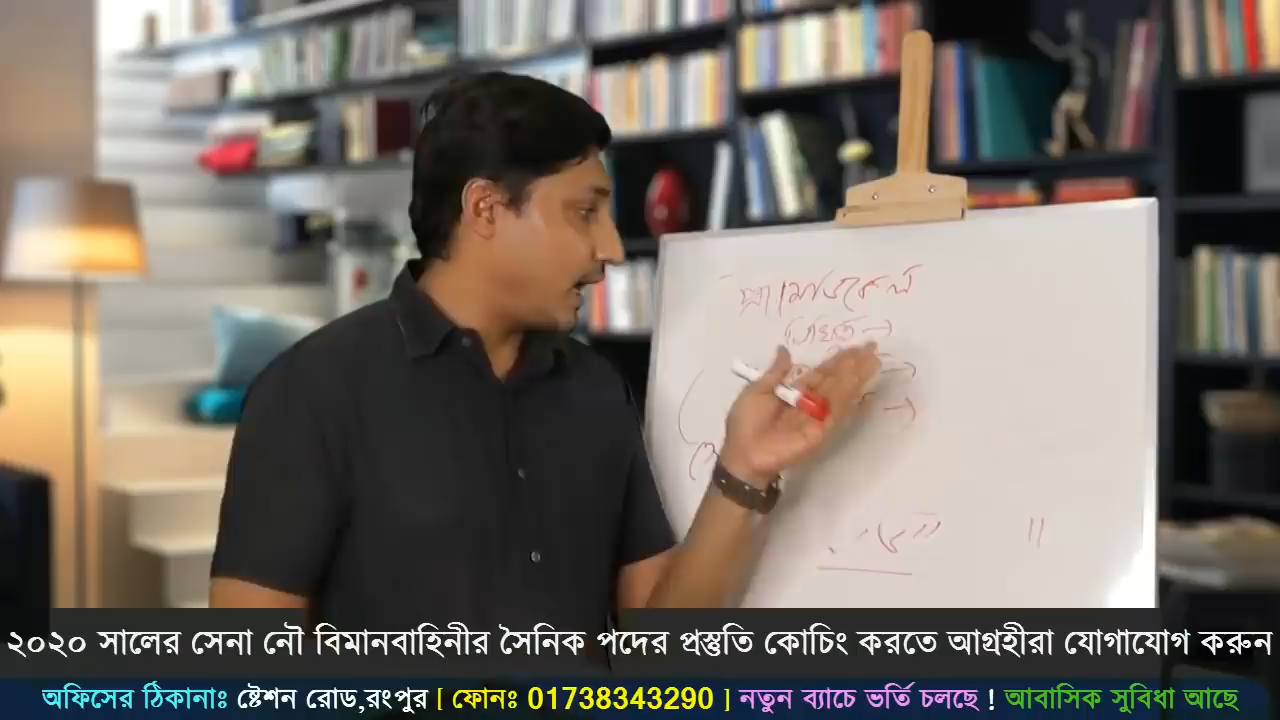 লিখিত →
২০২০ সালের সেনা নৌ বিমানবাহিনীর সৈনিক পদের প্রস্তুতি কোচিং করতে আগ্রহীরা যোগাযোগ করুন
অফিসের ঠিকানাঃ ষ্টেশন রোড,রংপুর [ ফোনঃ 01738343290 ] নতুন ব্যাচে ভর্তি চলছে ! আবাসিক সুবিধা আছে